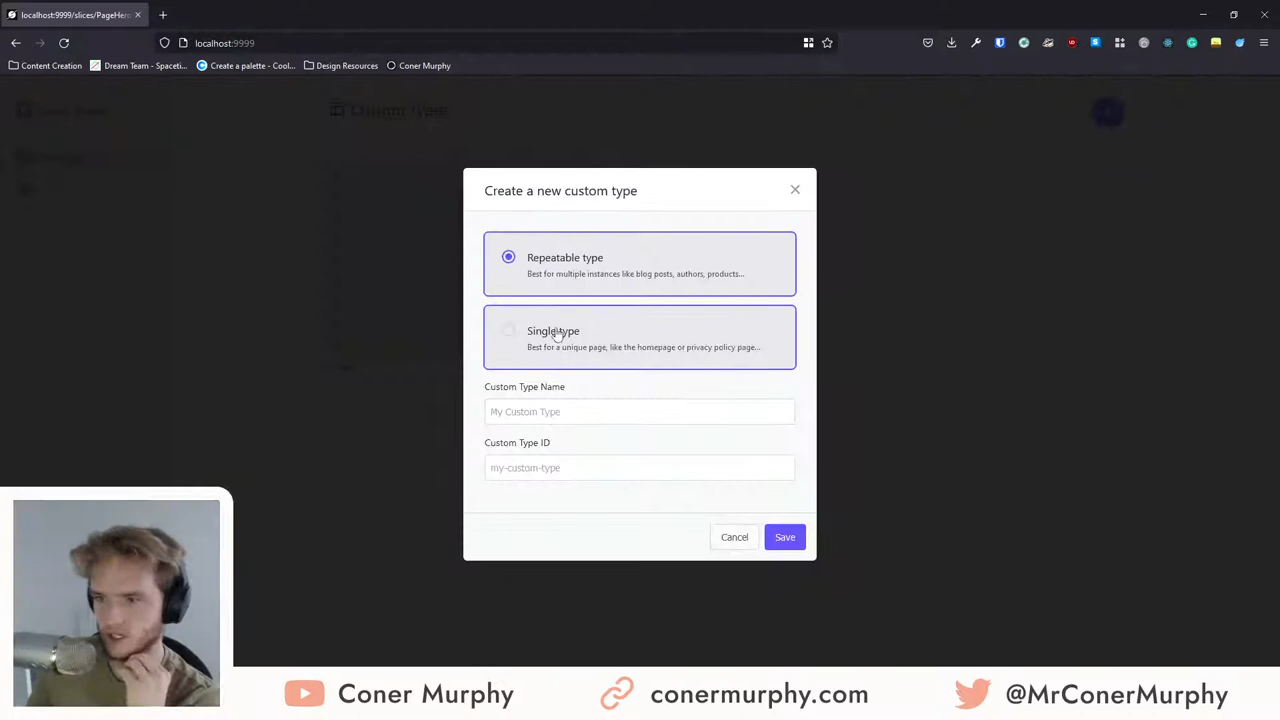 localhost:9999/slices/PageHero
localhost:9999
Content Creation
Dream Team - Spaceti...
Create a palette - Cool...
Design Resources
Coner Murphy
Custom Type
Create a new custom type
Repeatable type
Best for multiple instances like blog posts, authors, products...
Single type
Best for a unique page, like the homepage or privacy policy page...
Custom Type Name
My Custom Type
Custom Type ID
my-custom-type
Cancel
Save
Coner Murphy
conermurphy.com
@MrConerMurphy